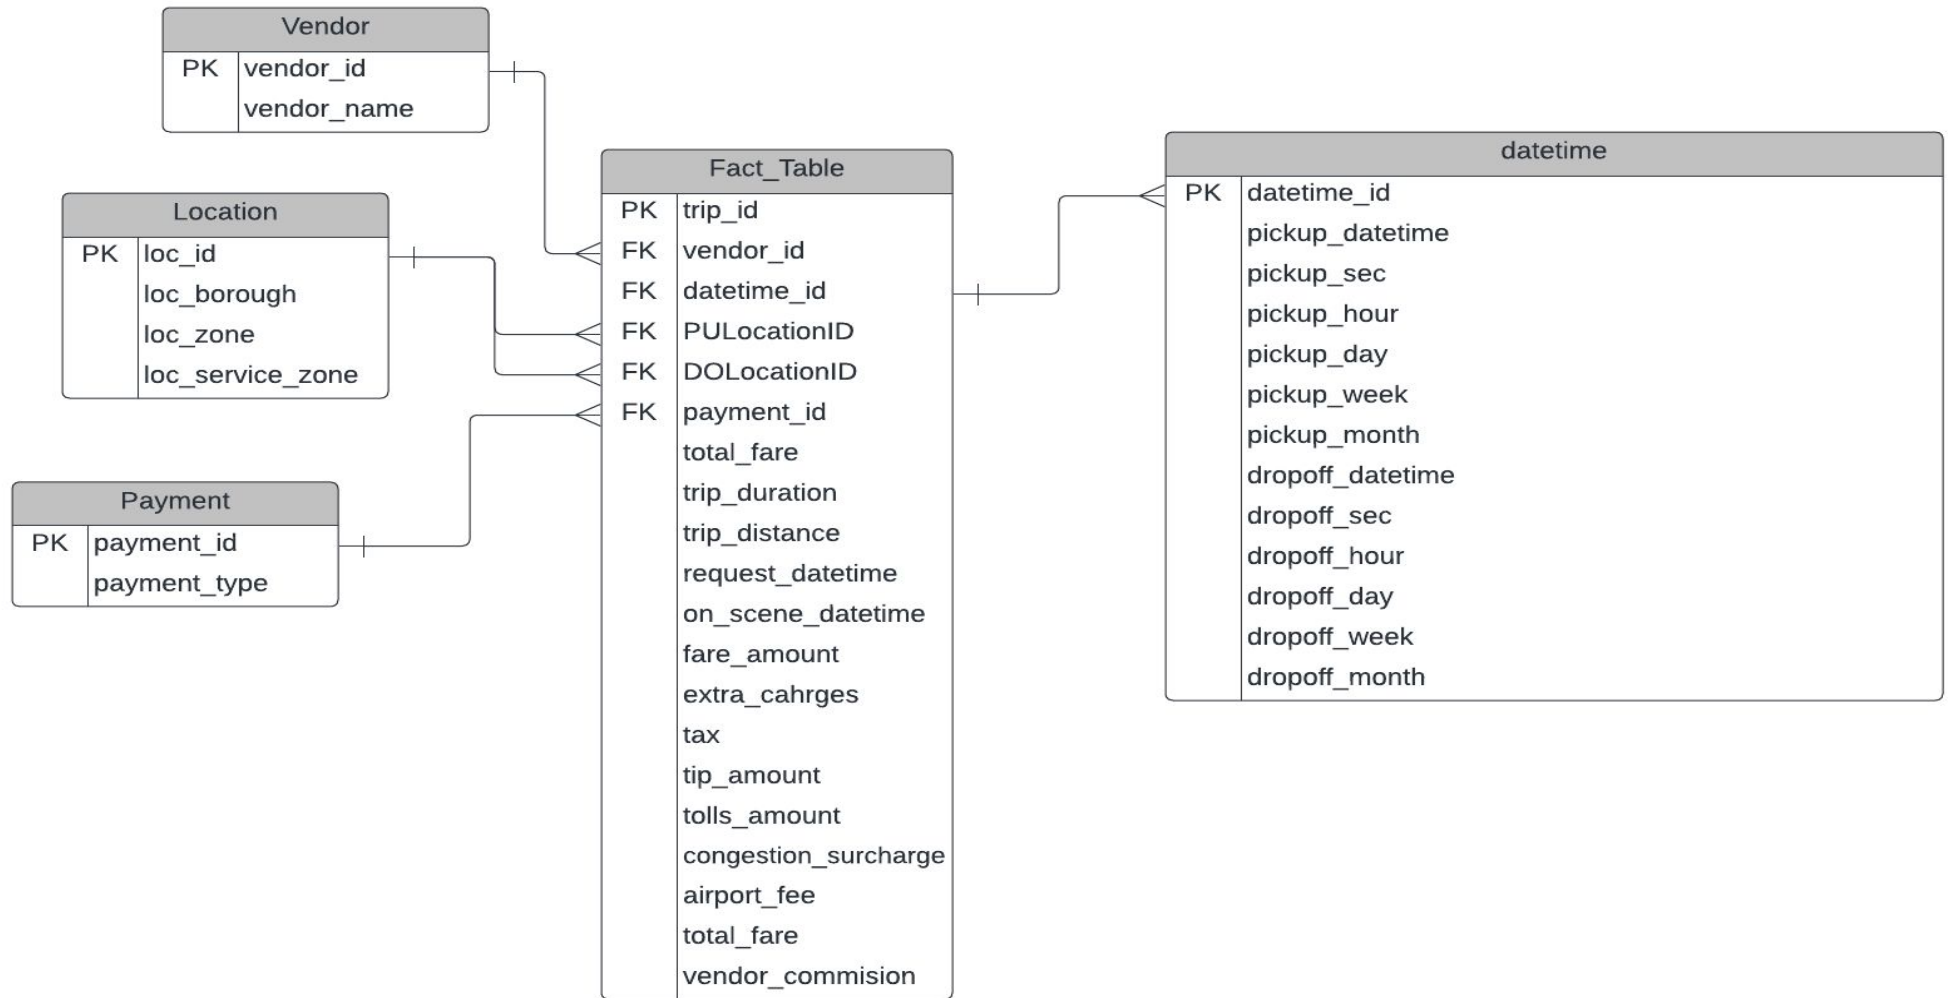 Vendor
PK vendor_id
vendor_name
Location
PK loc_id
loc_borough
loc_zone
loc_service_zone
Payment
PK payment_id
payment_type
Fact_Table
PK trip_id
FK vendor_id
FK datetime_id
FK PULocationID
FK DOLocationID
FK payment_id
total_fare
trip_duration
trip_distance
request_datetime
on_scene_datetime
fare_amount
extra_cahrges
tax
tip_amount
tolls_amount
congestion_surcharge
airport_fee
total_fare
vendor_commision
datetime
PK datetime_id
pickup_datetime
pickup_sec
pickup_hour
pickup_day
pickup_week
pickup_month
dropoff_datetime
dropoff_sec
dropoff_hour
dropoff_day
dropoff_week
dropoff_month